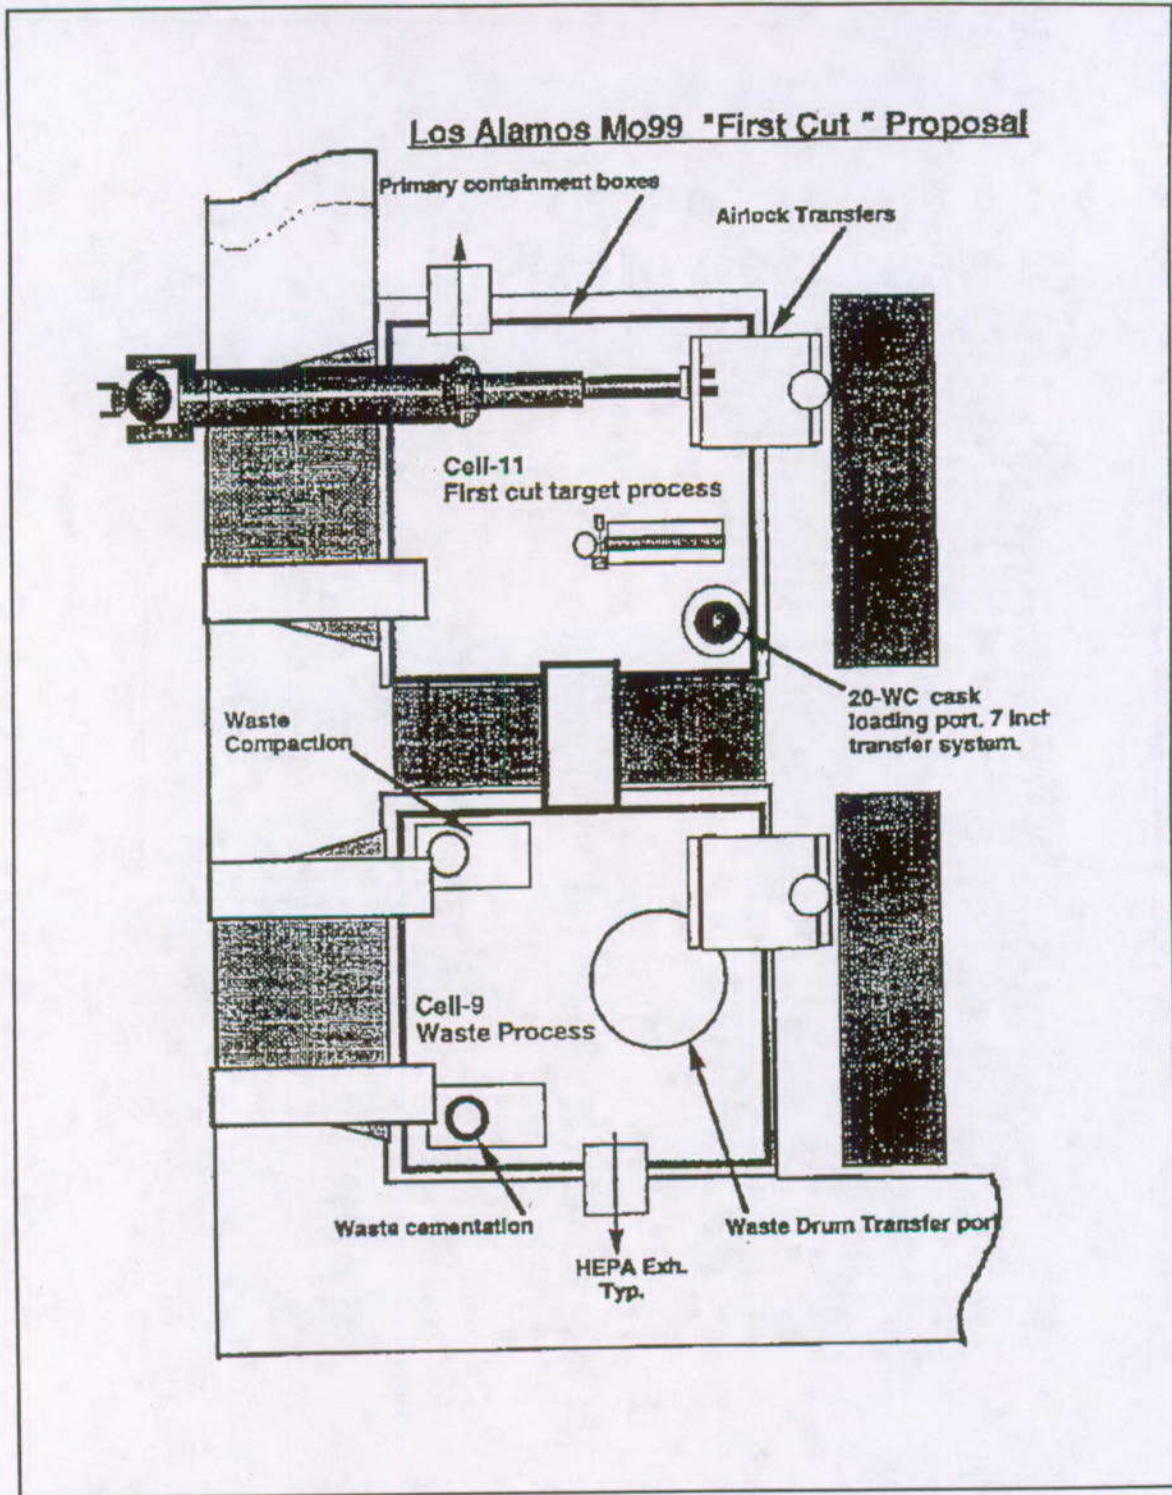 Los Alamos Mo99 "First Cut " Proposal
Primary containment boxes
Airlock Transfers
Cell-11
First cut target process
20-WC cask
loading port. 7 inch
transfer system.
Waste
Compaction
Cell-9
Waste Process
Waste cementation
Waste Drum Transfer port
HEPA Exh.
Typ.